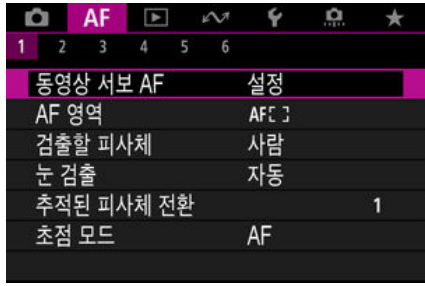 AF
1 2 3 4 5 6
동영상 서보 AF 설정
AF 영역 AF[ ]
검출할 피사체 사람
눈 검출 자동
추적된 피사체 전환 1
초점 모드 AF